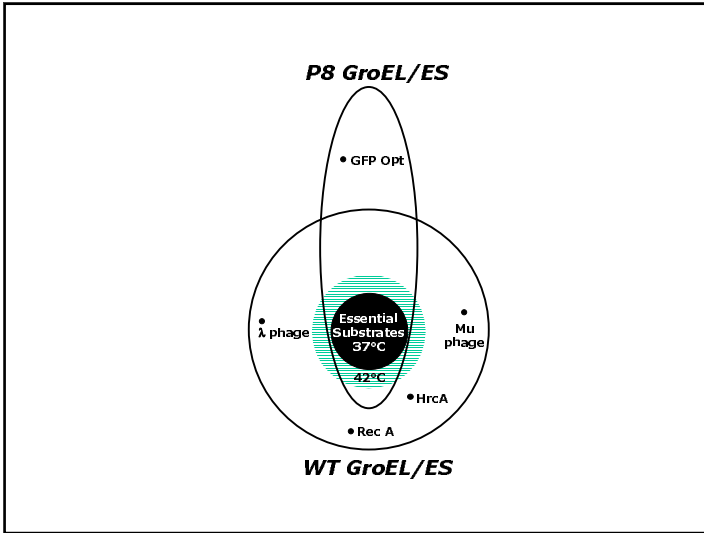 P8 GroEL/ES
GFP Opt
Essential
Substrates
37°C
λ phage
Mu
phage
42°C
HrcA
Rec A
WT GroEL/ES